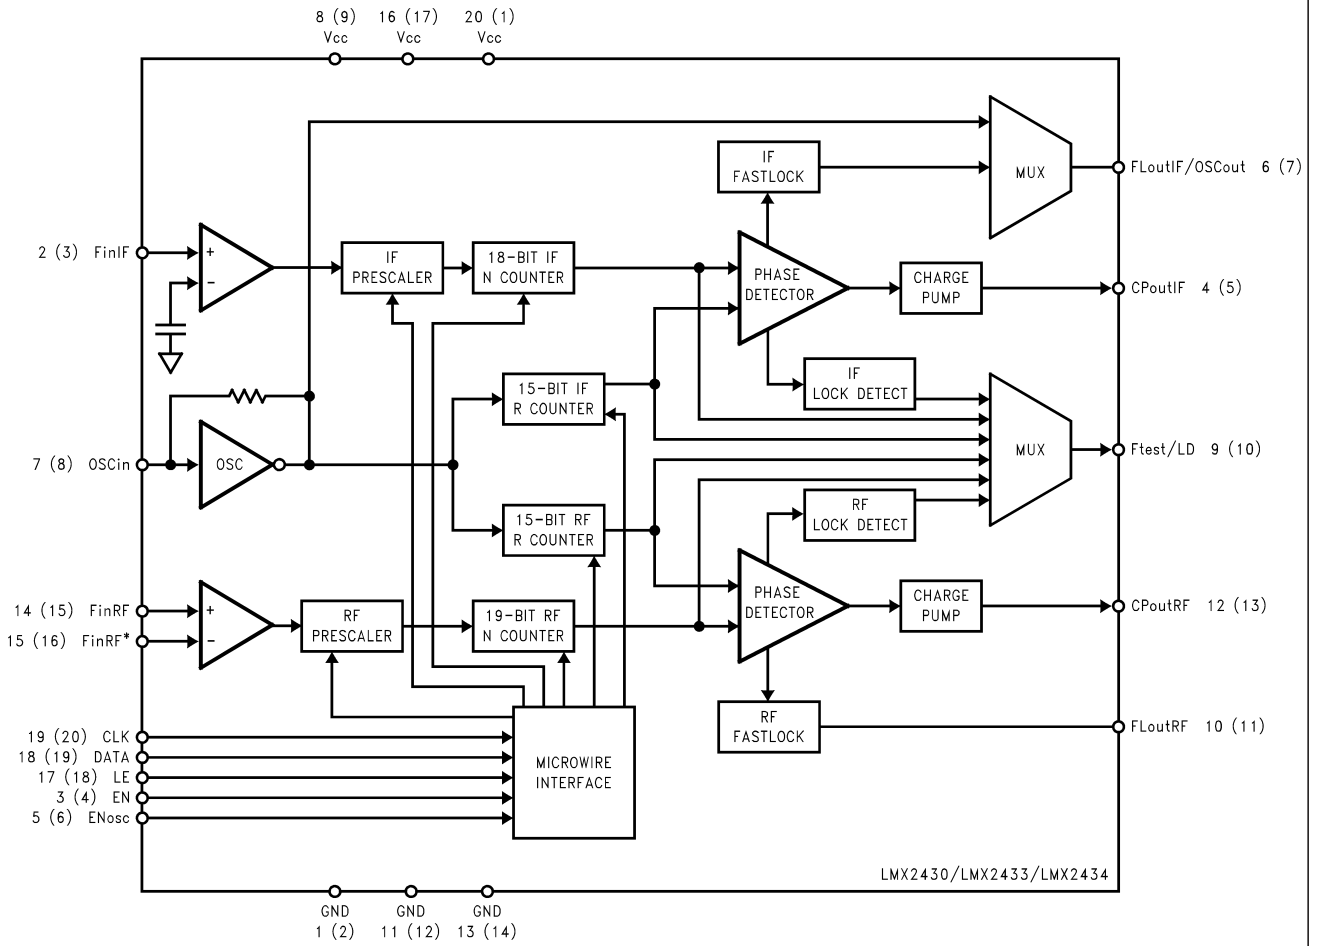 8 (9) 16 (17) 20 (1)
Vcc Vcc Vcc
IF
FASTLOCK
MUX
FLoutIF/OSCout 6 (7)
2 (3) FinIF
+
−
IF
PRESCALER
18-BIT IF
N COUNTER
PHASE
DETECTOR
CHARGE
PUMP
CPoutIF 4 (5)
IF
LOCK DETECT
15-BIT IF
R COUNTER
7 (8) OSCin
OSC
MUX
Ftest/LD 9 (10)
15-BIT RF
R COUNTER
RF
LOCK DETECT
14 (15) FinRF
15 (16) FinRF*
+
−
RF
PRESCALER
19-BIT RF
N COUNTER
PHASE
DETECTOR
CHARGE
PUMP
CPoutRF 12 (13)
RF
FASTLOCK
FLoutRF 10 (11)
19 (20) CLK
18 (19) DATA
17 (18) LE
3 (4) EN
5 (6) ENosc
MICROWIRE
INTERFACE
LMX2430/LMX2433/LMX2434
GND GND GND
1 (2) 11 (12) 13 (14)